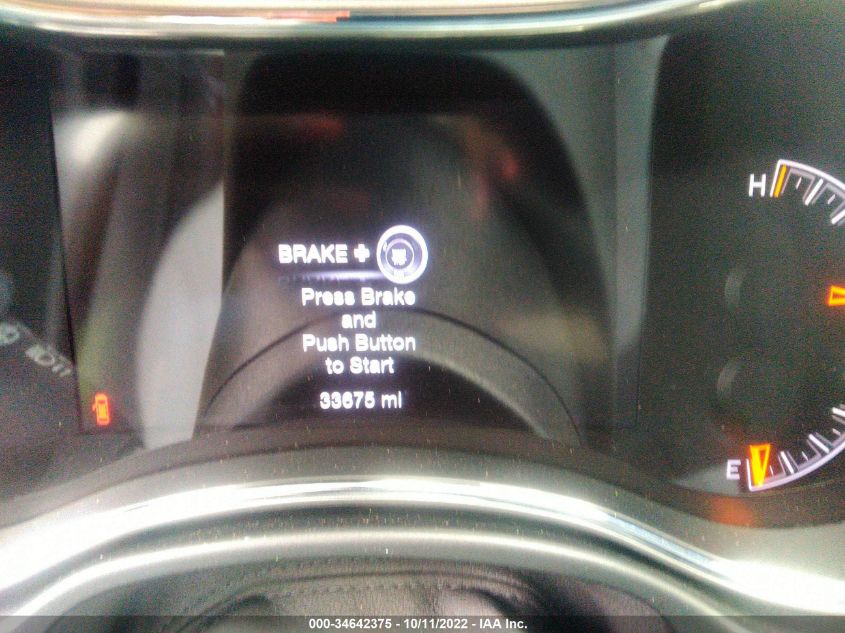 BRAKE +
Press Brake
and
Push Button
to Start
33675 mi
H
E
000-34642375 - 10/11/2022 - IAA Inc.